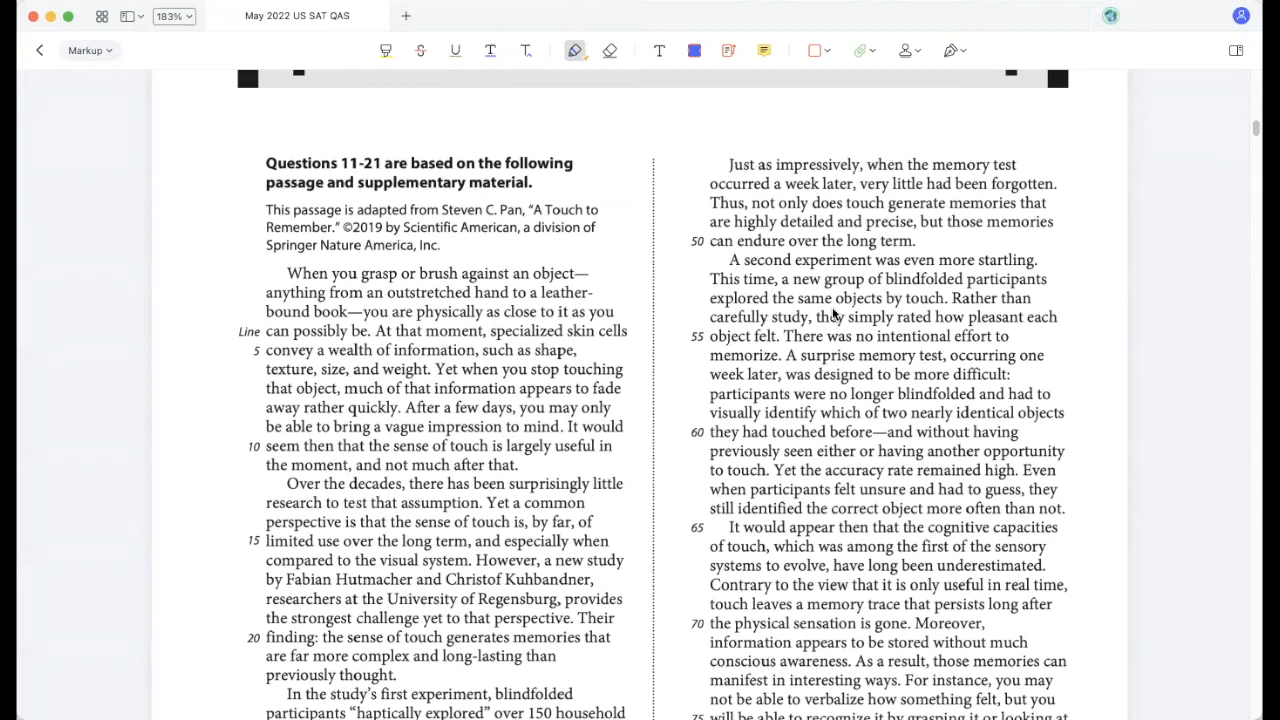 183%
May 2022 US SAT QAS
Markup
Questions 11-21 are based on the following
passage and supplementary material.
This passage is adapted from Steven C. Pan, “A Touch to
Remember.” ©2019 by Scientific American, a division of
Springer Nature America, Inc.
When you grasp or brush against an object—
anything from an outstretched hand to a leather-
bound book—you are physically as close to it as you
Line can possibly be. At that moment, specialized skin cells
5 convey a wealth of information, such as shape,
texture, size, and weight. Yet when you stop touching
that object, much of that information appears to fade
away rather quickly. After a few days, you may only
be able to bring a vague impression to mind. It would
10 seem then that the sense of touch is largely useful in
the moment, and not much after that.
Over the decades, there has been surprisingly little
research to test that assumption. Yet a common
perspective is that the sense of touch is, by far, of
15 limited use over the long term, and especially when
compared to the visual system. However, a new study
by Fabian Hutmacher and Christof Kuhbandner,
researchers at the University of Regensburg, provides
the strongest challenge yet to that perspective. Their
20 finding: the sense of touch generates memories that
are far more complex and long-lasting than
previously thought.
In the study’s first experiment, blindfolded
participants “haptically explored” over 150 household
Just as impressively, when the memory test
occurred a week later, very little had been forgotten.
Thus, not only does touch generate memories that
are highly detailed and precise, but those memories
50 can endure over the long term.
A second experiment was even more startling.
This time, a new group of blindfolded participants
explored the same objects by touch. Rather than
carefully study, they simply rated how pleasant each
55 object felt. There was no intentional effort to
memorize. A surprise memory test, occurring one
week later, was designed to be more difficult:
participants were no longer blindfolded and had to
visually identify which of two nearly identical objects
60 they had touched before—and without having
previously seen either or having another opportunity
to touch. Yet the accuracy rate remained high. Even
when participants felt unsure and had to guess, they
still identified the correct object more often than not.
65 It would appear then that the cognitive capacities
of touch, which was among the first of the sensory
systems to evolve, have long been underestimated.
Contrary to the view that it is only useful in real time,
touch leaves a memory trace that persists long after
70 the physical sensation is gone. Moreover,
information appears to be stored without much
conscious awareness. As a result, those memories can
manifest in interesting ways. For instance, you may
not be able to verbalize how something felt, but you
75 will be able to recognize it by grasping it or looking at